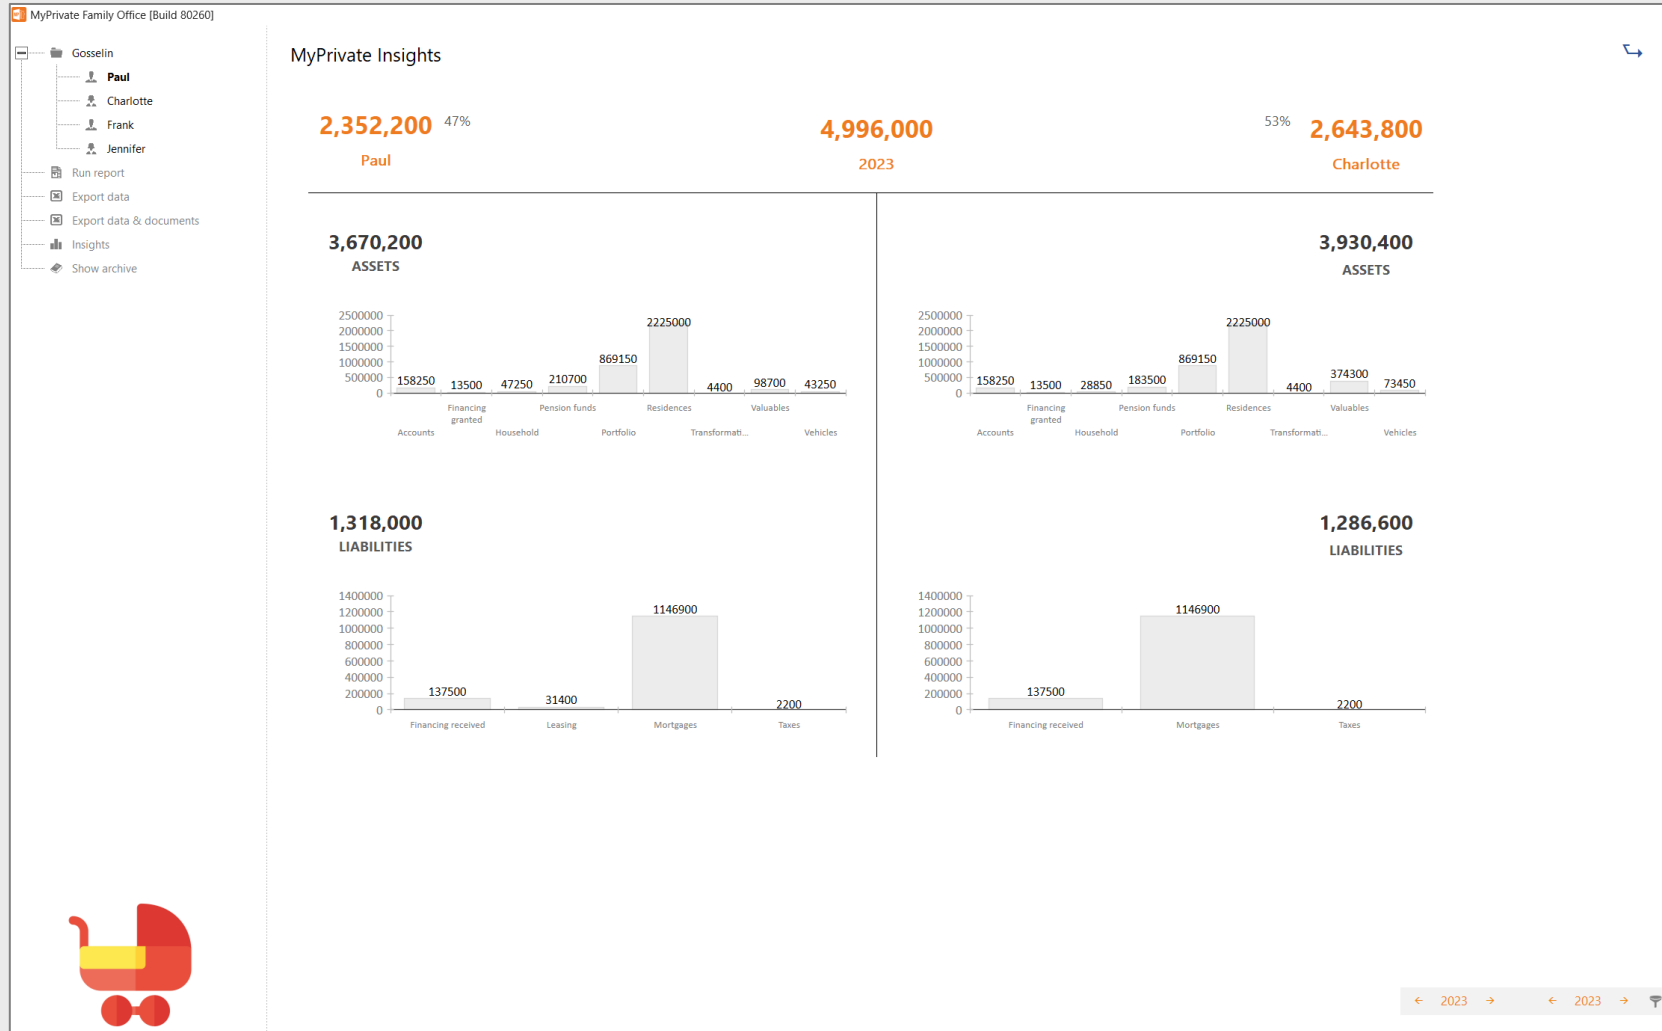 MyPrivate Family Office [Build 80260]
Gosselin
Paul
Charlotte
Frank
Jennifer
Run report
Export data
Export data & documents
Insights
Show archive
MyPrivate Insights
2,352,200 47%
Paul
4,996,000
2023
53% 2,643,800
Charlotte
3,670,200
ASSETS
2500000
2000000
1500000
1000000
500000
0
158250 13500 47250 210700 869150 2225000 4400 98700 43250
Financing granted Pension funds Residences Valuables
Accounts Household Portfolio Transformati... Vehicles
3,930,400
ASSETS
2500000
2000000
1500000
1000000
500000
0
158250 13500 28850 183500 869150 2225000 4400 374300 73450
Financing granted Pension funds Residences Valuables
Accounts Household Portfolio Transformati... Vehicles
1,318,000
LIABILITIES
1400000
1200000
1000000
800000
600000
400000
200000
0
137500 31400 1146900 2200
Financing received Leasing Mortgages Taxes
1,286,600
LIABILITIES
1400000
1200000
1000000
800000
600000
400000
200000
0
137500 1146900 2200
Financing received Mortgages Taxes
← 2023 → ← 2023 →